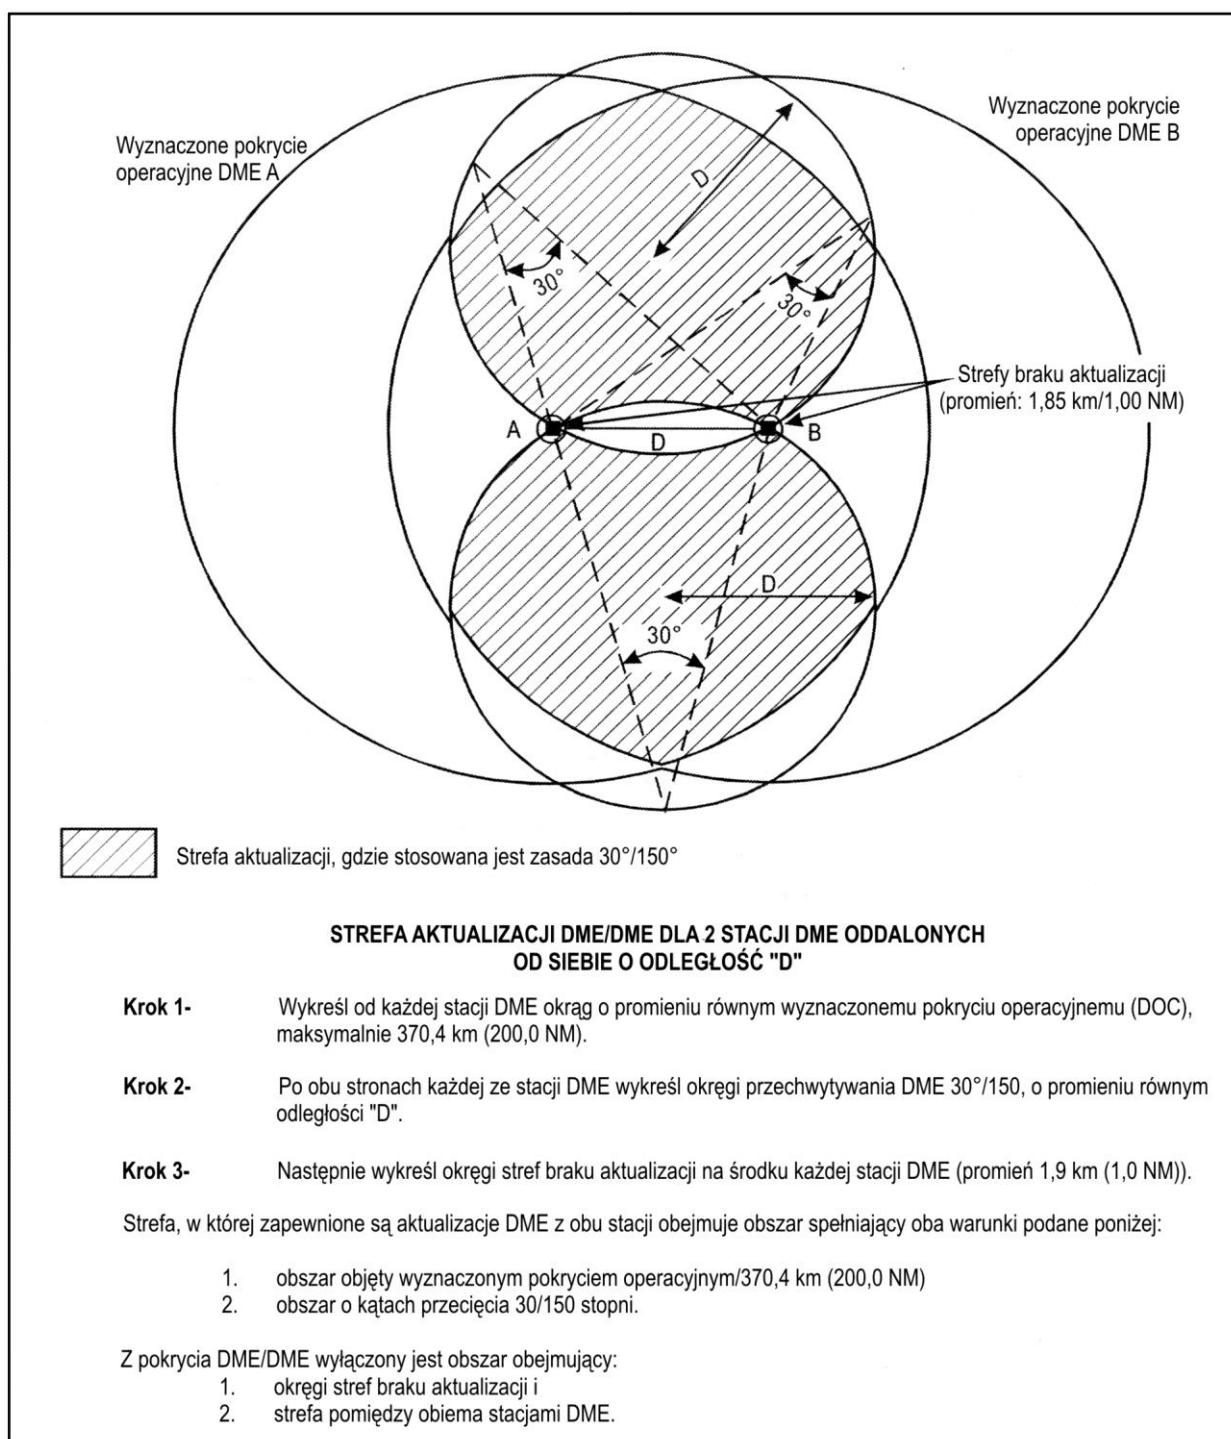 Wyznaczone pokrycie
operacyjne DME A
Wyznaczone pokrycie
operacyjne DME B
D
30°
30°
Strefy braku aktualizacji
(promień: 1,85 km/1,00 NM)
A
D
B
D
30°
Strefa aktualizacji, gdzie stosowana jest zasada 30°/150°
STREFA AKTUALIZACJI DME/DME DLA 2 STACJI DME ODDALONYCH
OD SIEBIE O ODLEGŁOŚĆ "D"
Krok 1- Wykreśl od każdej stacji DME okrąg o promieniu równym wyznaczonemu pokryciu operacyjnemu (DOC),
maksymalnie 370,4 km (200,0 NM).
Krok 2- Po obu stronach każdej ze stacji DME wykreśl okręgi przechwytywania DME 30°/150, o promieniu równym
odległości "D".
Krok 3- Następnie wykreśl okręgi stref braku aktualizacji na środku każdej stacji DME (promień 1,9 km (1,0 NM)).
Strefa, w której zapewnione są aktualizacje DME z obu stacji obejmuje obszar spełniający oba warunki podane poniżej:
1. obszar objęty wyznaczonym pokryciem operacyjnym/370,4 km (200,0 NM)
2. obszar o kątach przecięcia 30/150 stopni.
Z pokrycia DME/DME wyłączony jest obszar obejmujący:
1. okręgi stref braku aktualizacji i
2. strefa pomiędzy obiema stacjami DME.